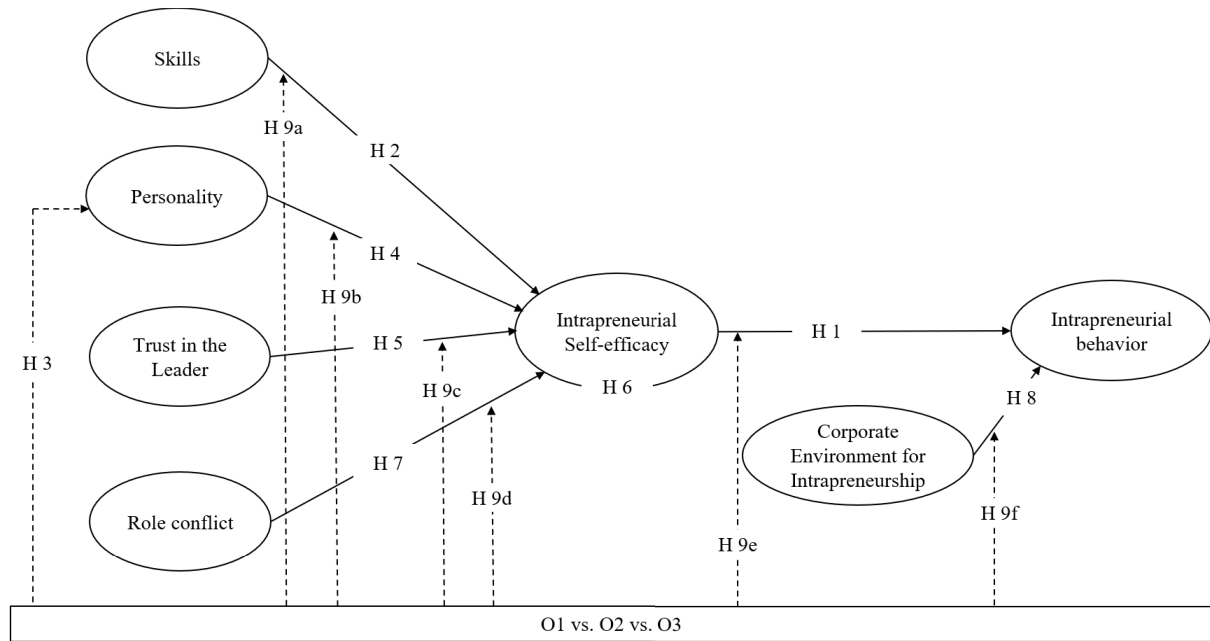 Skills
H 9a
H 2
Personality
H 4
H 9b
Intrapreneurial
Self-efficacy
H 6
H 1
Intrapreneurial
behavior
Trust in the
Leader
H 5
H 3
H 9c
H 8
Corporate
Environment for
Intrapreneurship
H 7
H 9d
Role conflict
H 9e
H 9f
O1 vs. O2 vs. O3